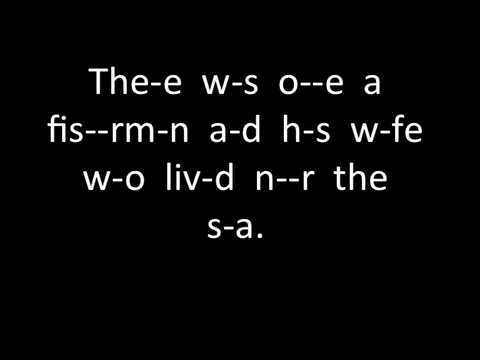 The-e w-s o--e a
fis--rm-n a-d h-s w-fe
w-o liv-d n--r the
s-a.